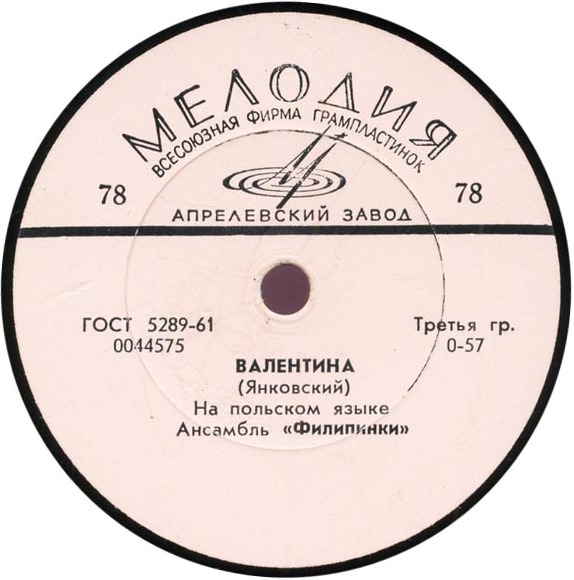 МЕЛОДИЯ
ВСЕСОЮЗНАЯ ФИРМА ГРАМПЛАСТИНОК
78 78
АПРЕЛЕВСКИЙ ЗАВОД
ГОСТ 5289-61 Третья гр.
0044575 0-57
ВАЛЕНТИНА
(Янковский)
На польском языке
Ансамбль «Филипинки»